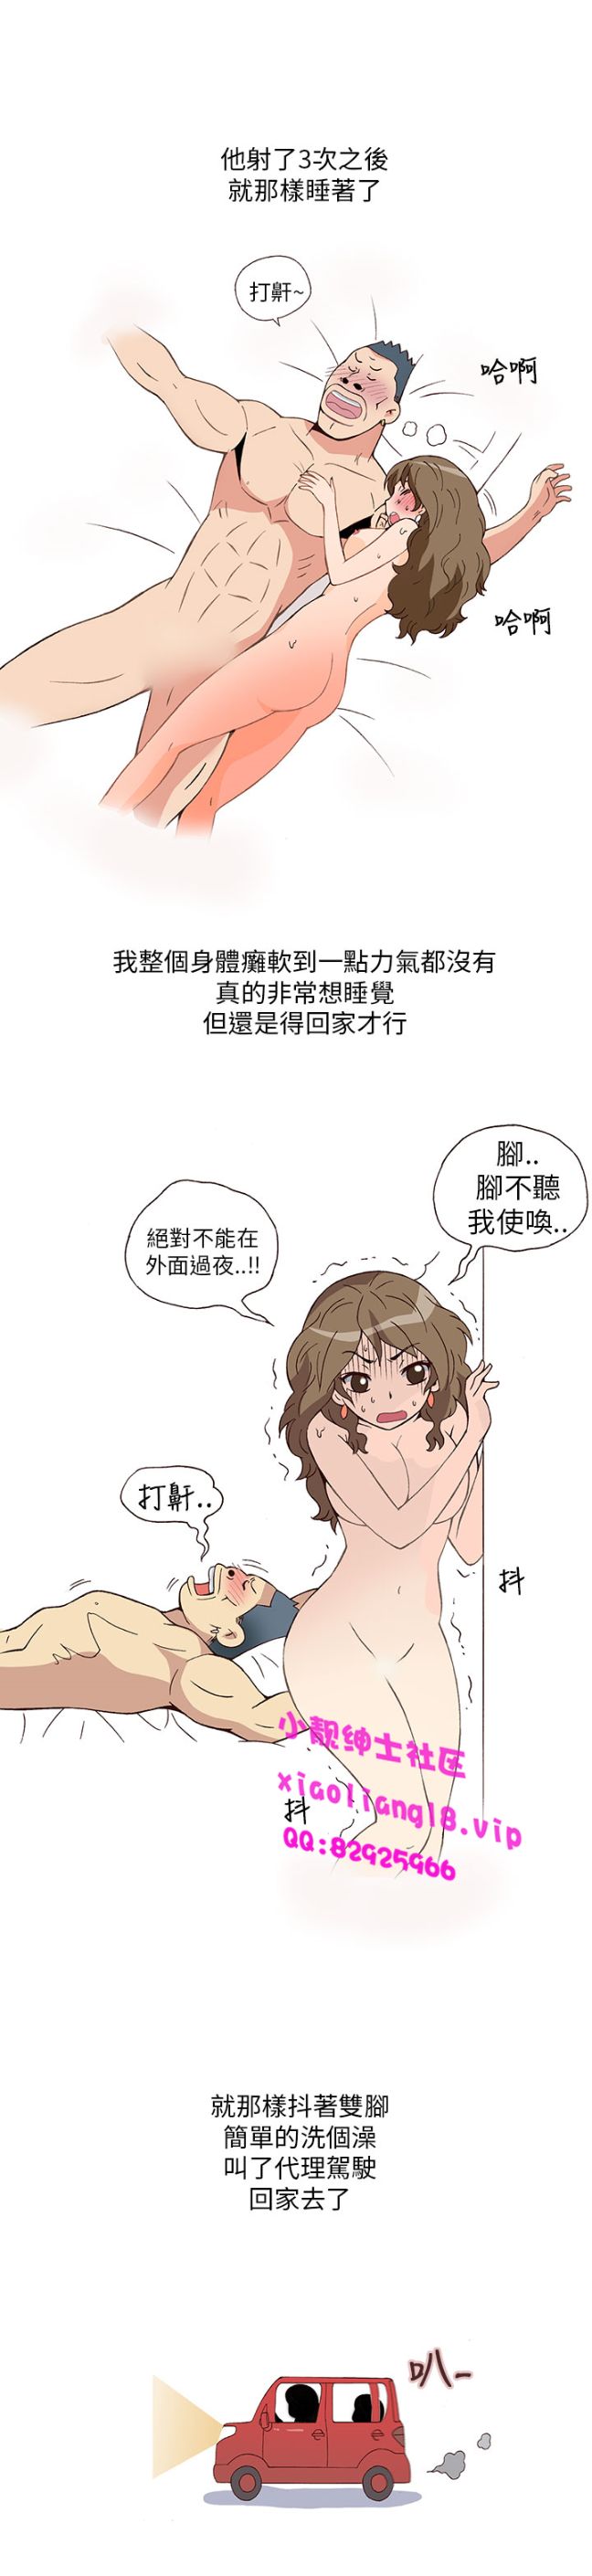 他射了3次之後
就那樣睡著了
打鼾~
哈啊
哈啊
我整個身體癱軟到一點力氣都沒有
真的非常想睡覺
但還是得回家才行
腳..
腳不聽
我使喚..
絕對不能在
外面過夜..!!
打鼾..
抖
抖
小靓绅士社区
xiaoliang18.vip
QQ:82925966
就那樣抖著雙腳
簡單的洗個澡
叫了代理駕駛
回家去了
叭-